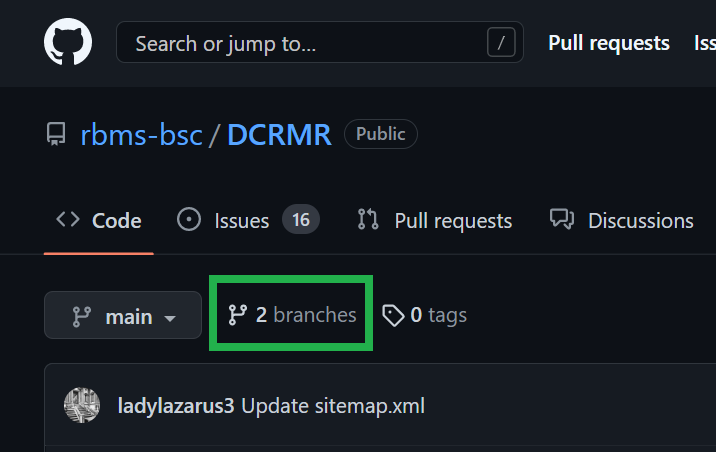 Search or jump to... / Pull requests Iss
rbms-bsc / DCRMR Public
Code Issues 16 Pull requests Discussions
main 2 branches 0 tags
ladylazarus3 Update sitemap.xml